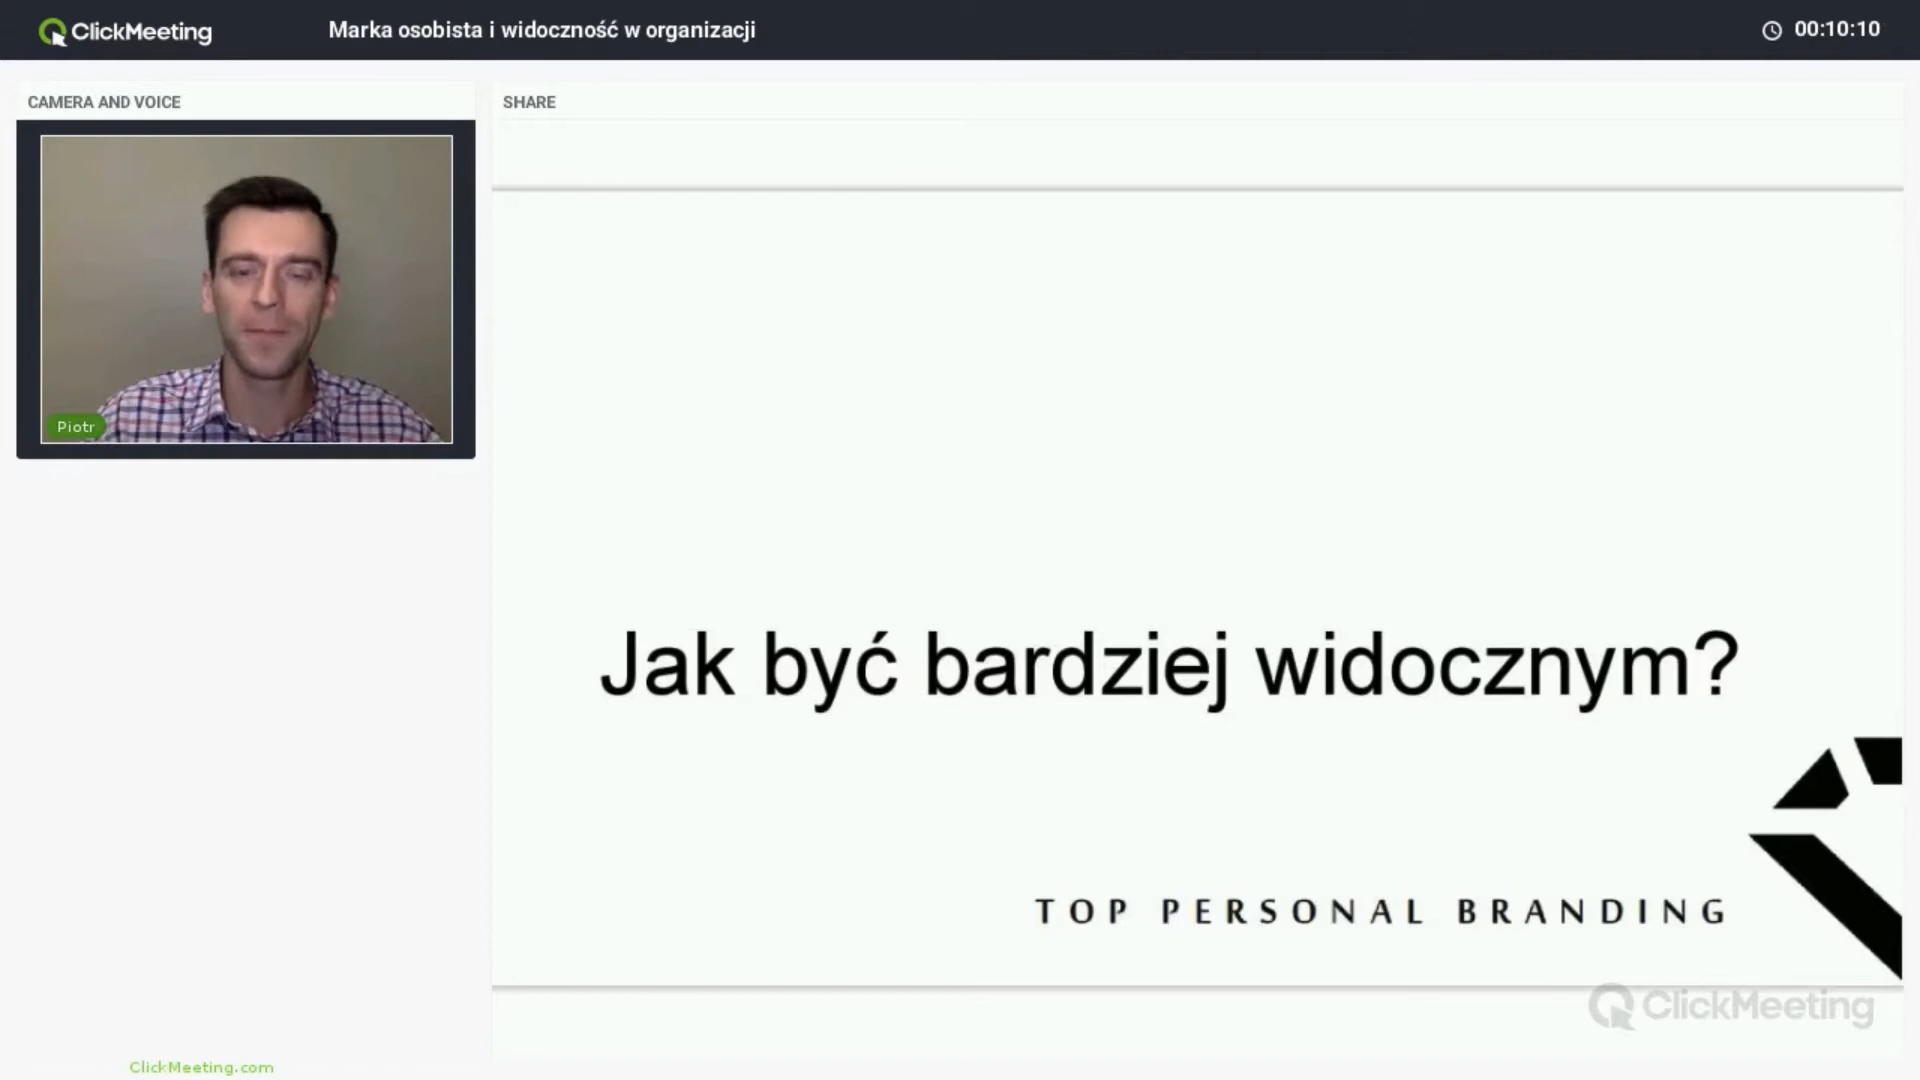 ClickMeeting
Marka osobista i widoczność w organizacji
00:10:10
CAMERA AND VOICE
SHARE
Piotr
Jak być bardziej widocznym?
TOP PERSONAL BRANDING
ClickMeeting
ClickMeeting.com